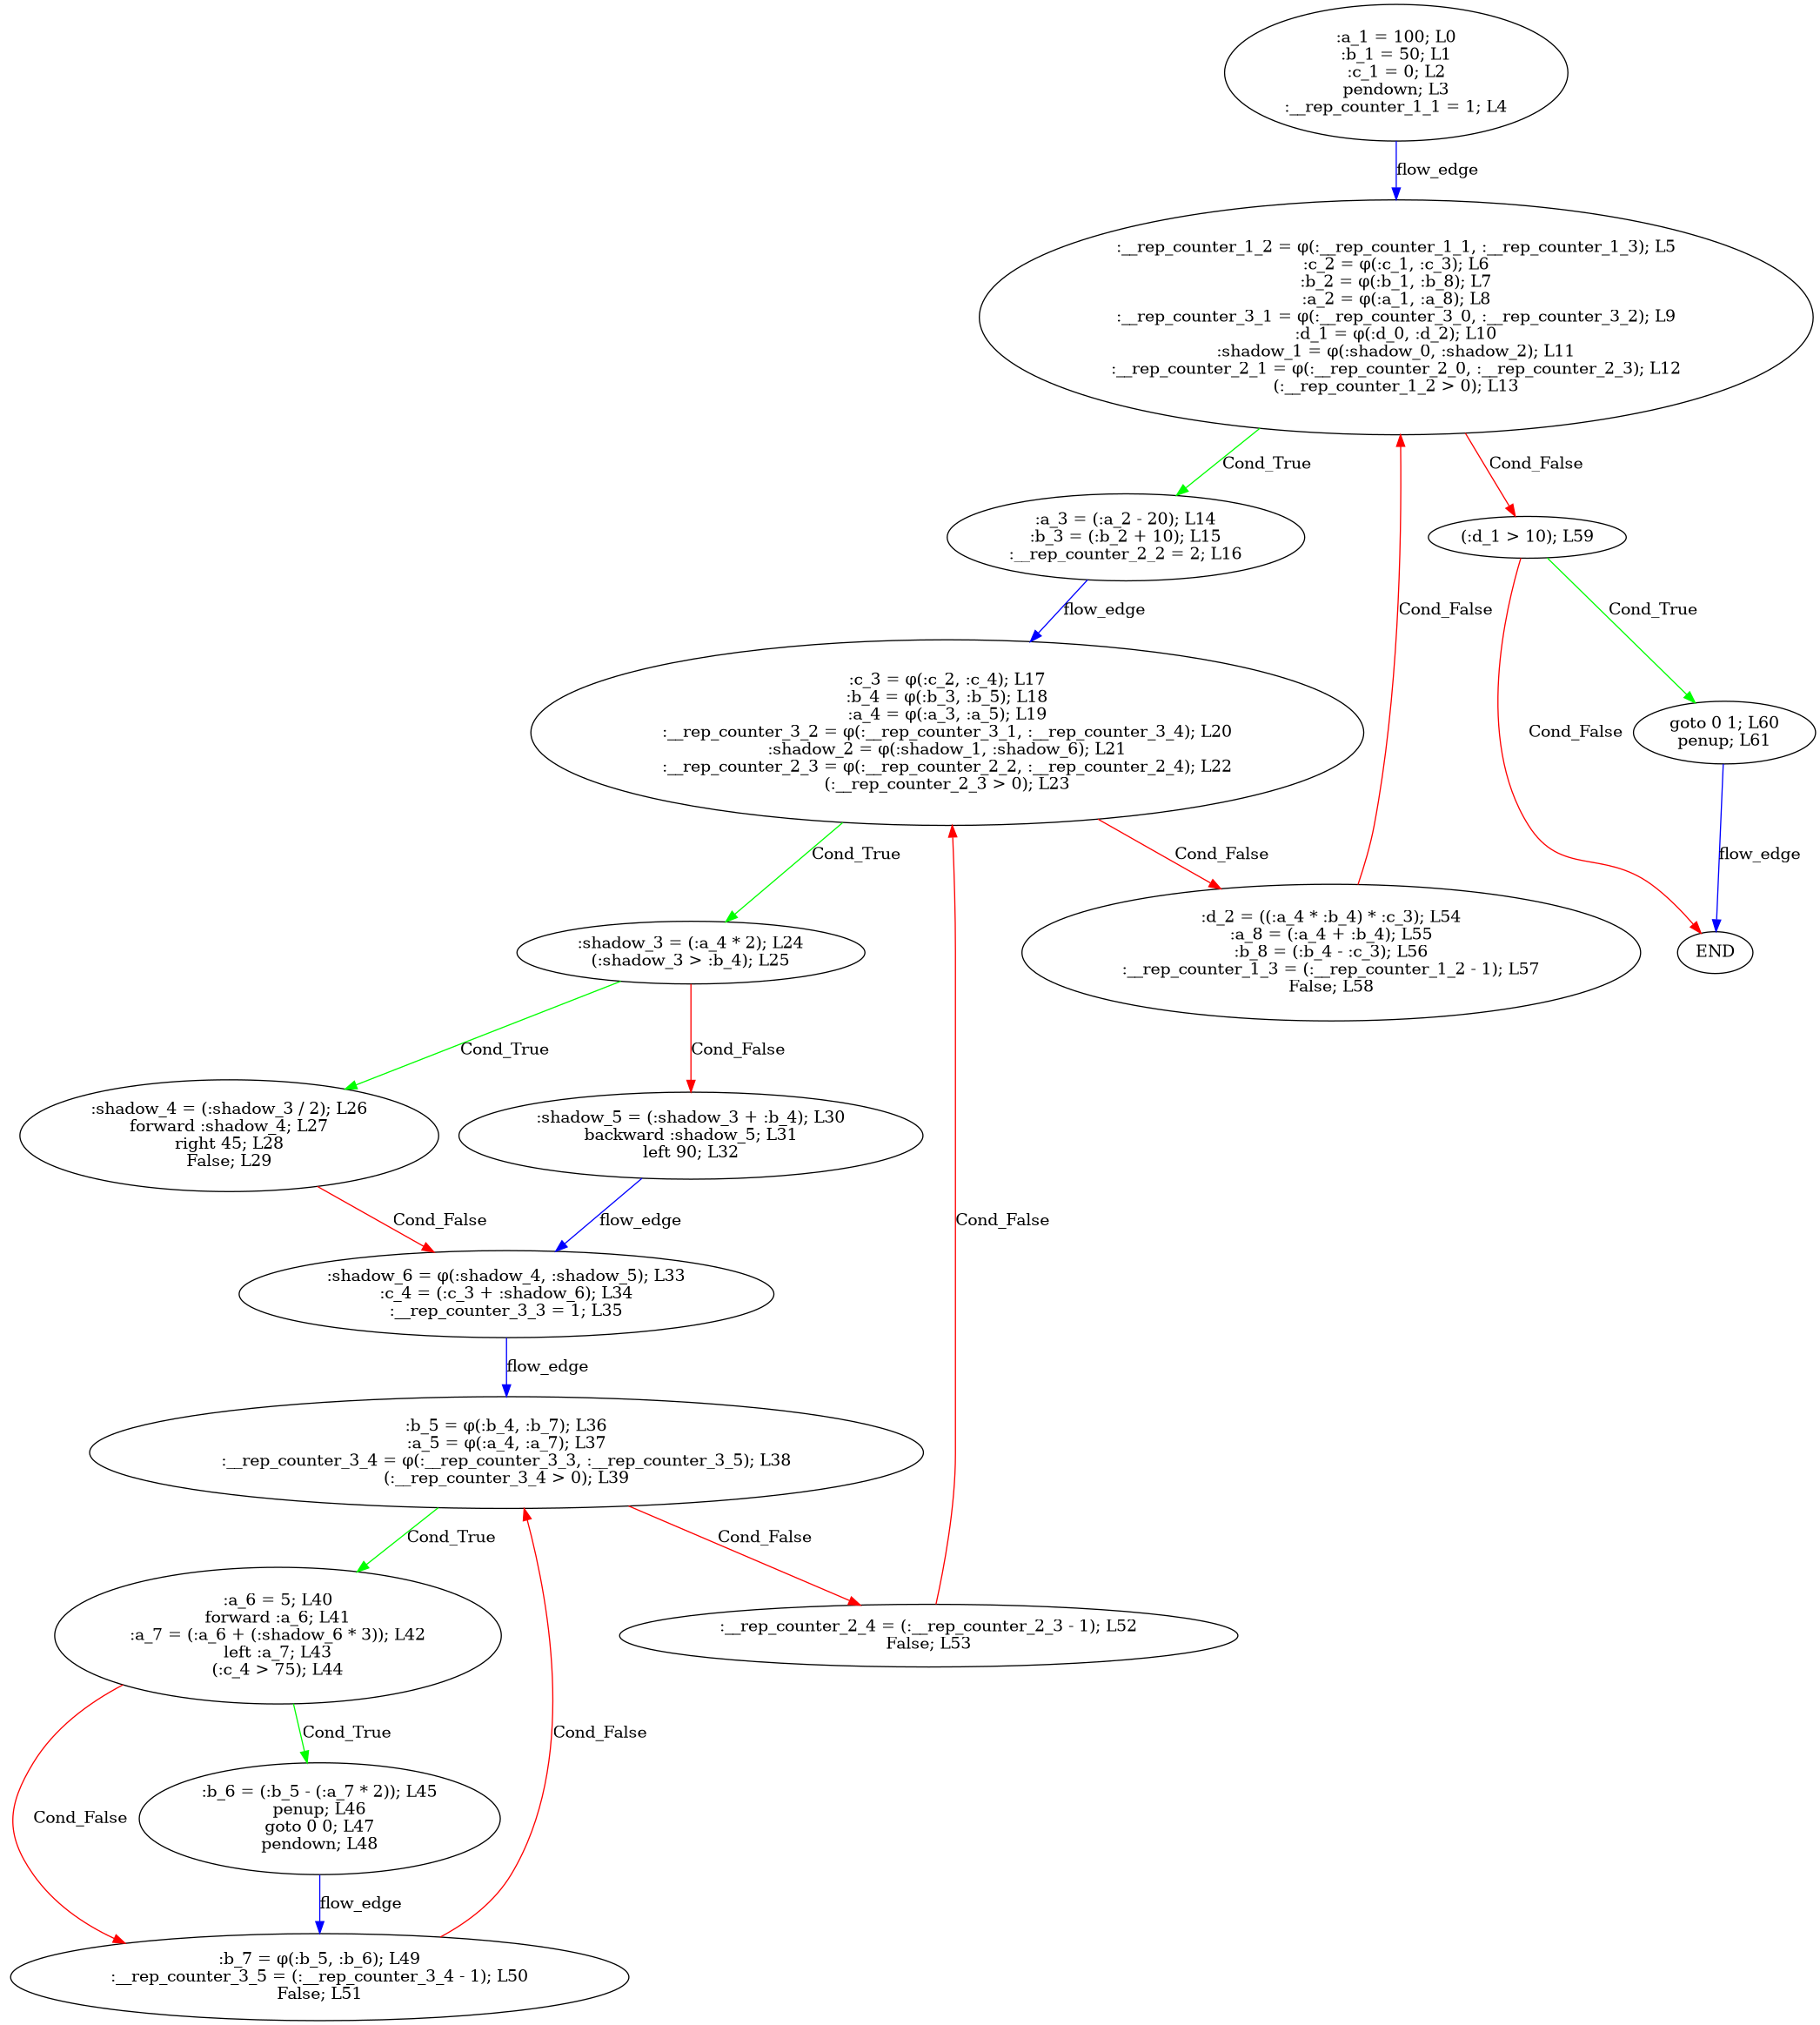 :a_1 = 100; L0
:b_1 = 50; L1
:c_1 = 0; L2
pendown; L3
:__rep_counter_1_1 = 1; L4
flow_edge
:__rep_counter_1_2 = φ(:__rep_counter_1_1, :__rep_counter_1_3); L5
:c_2 = φ(:c_1, :c_3); L6
:b_2 = φ(:b_1, :b_8); L7
:a_2 = φ(:a_1, :a_8); L8
:__rep_counter_3_1 = φ(:__rep_counter_3_0, :__rep_counter_3_2); L9
:d_1 = φ(:d_0, :d_2); L10
:shadow_1 = φ(:shadow_0, :shadow_2); L11
:__rep_counter_2_1 = φ(:__rep_counter_2_0, :__rep_counter_2_3); L12
(:__rep_counter_1_2 > 0); L13
Cond_True
Cond_False
:a_3 = (:a_2 - 20); L14
:b_3 = (:b_2 + 10); L15
:__rep_counter_2_2 = 2; L16
(:d_1 > 10); L59
flow_edge
Cond_False
Cond_True
:c_3 = φ(:c_2, :c_4); L17
:b_4 = φ(:b_3, :b_5); L18
:a_4 = φ(:a_3, :a_5); L19
:__rep_counter_3_2 = φ(:__rep_counter_3_1, :__rep_counter_3_4); L20
:shadow_2 = φ(:shadow_1, :shadow_6); L21
:__rep_counter_2_3 = φ(:__rep_counter_2_2, :__rep_counter_2_4); L22
(:__rep_counter_2_3 > 0); L23
Cond_False
goto 0 1; L60
penup; L61
Cond_True
Cond_False
flow_edge
:shadow_3 = (:a_4 * 2); L24
(:shadow_3 > :b_4); L25
:d_2 = ((:a_4 * :b_4) * :c_3); L54
:a_8 = (:a_4 + :b_4); L55
:b_8 = (:b_4 - :c_3); L56
:__rep_counter_1_3 = (:__rep_counter_1_2 - 1); L57
False; L58
END
Cond_True
Cond_False
:shadow_4 = (:shadow_3 / 2); L26
forward :shadow_4; L27
right 45; L28
False; L29
:shadow_5 = (:shadow_3 + :b_4); L30
backward :shadow_5; L31
left 90; L32
Cond_False
flow_edge
Cond_False
:shadow_6 = φ(:shadow_4, :shadow_5); L33
:c_4 = (:c_3 + :shadow_6); L34
:__rep_counter_3_3 = 1; L35
flow_edge
:b_5 = φ(:b_4, :b_7); L36
:a_5 = φ(:a_4, :a_7); L37
:__rep_counter_3_4 = φ(:__rep_counter_3_3, :__rep_counter_3_5); L38
(:__rep_counter_3_4 > 0); L39
Cond_True
Cond_False
:a_6 = 5; L40
forward :a_6; L41
:a_7 = (:a_6 + (:shadow_6 * 3)); L42
left :a_7; L43
(:c_4 > 75); L44
:__rep_counter_2_4 = (:__rep_counter_2_3 - 1); L52
False; L53
Cond_True
Cond_False
Cond_False
:b_6 = (:b_5 - (:a_7 * 2)); L45
penup; L46
goto 0 0; L47
pendown; L48
flow_edge
:b_7 = φ(:b_5, :b_6); L49
:__rep_counter_3_5 = (:__rep_counter_3_4 - 1); L50
False; L51